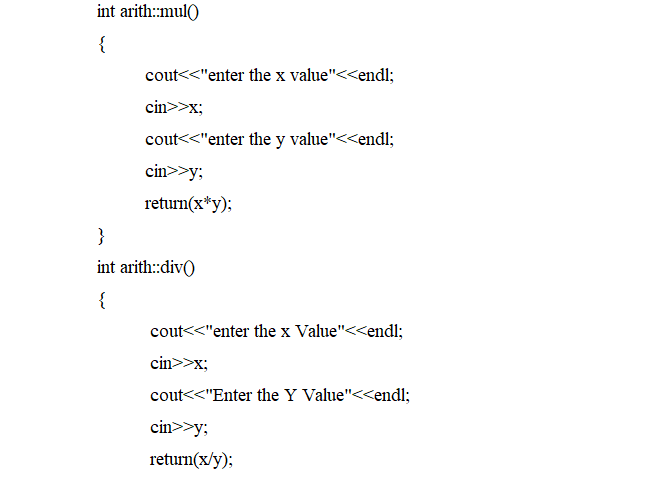 int arith::mul()
{
cout<<"enter the x value"<<endl;
cin>>x;
cout<<"enter the y value"<<endl;
cin>>y;
return(x*y);
}
int arith::div()
{
cout<<"enter the x Value"<<endl;
cin>>x;
cout<<"Enter the Y Value"<<endl;
cin>>y;
return(x/y);